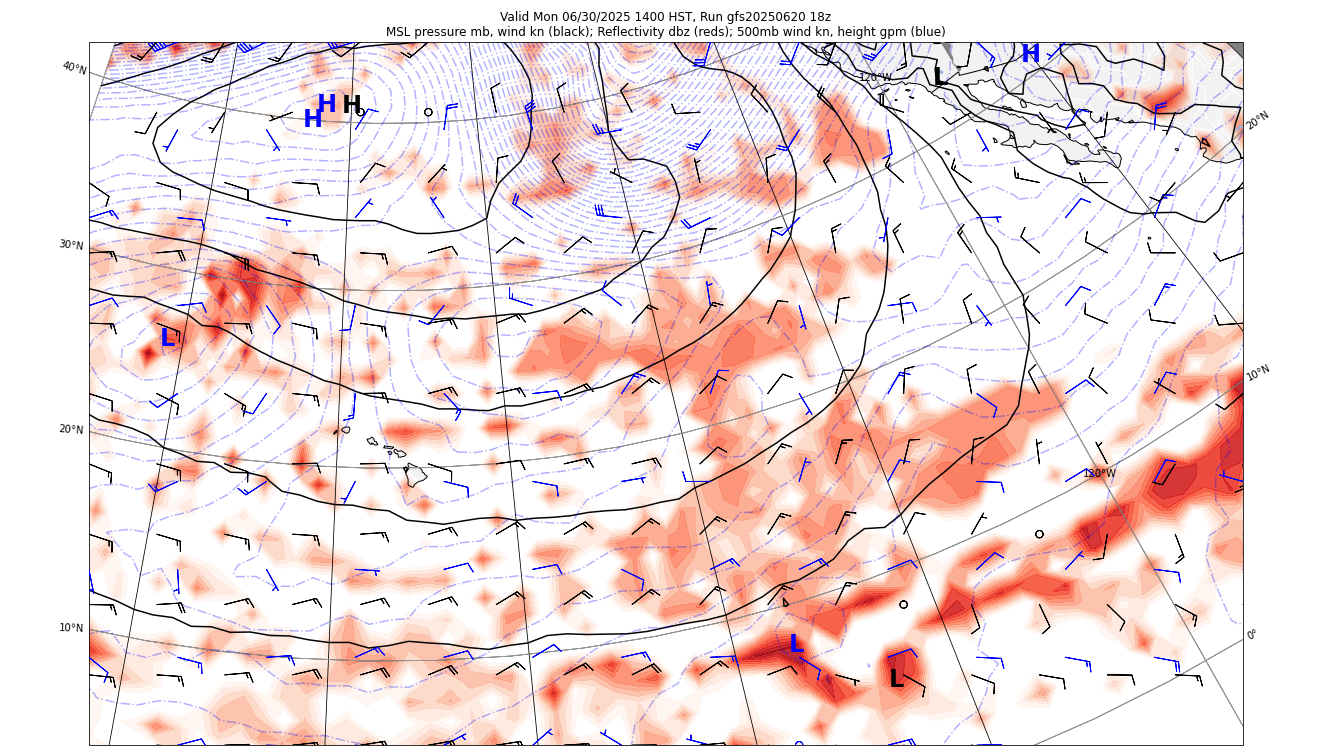 Valid Mon 06/30/2025 1400 HST, Run gfs20250620 18z
MSL pressure mb, wind kn (black); Reflectivity dbz (reds); 500mb wind kn, height gpm (blue)
H
L
120°W
40°N
H
H
H
20°N
30°N
L
10°N
20°N
120°W
10°N
0°
L
L